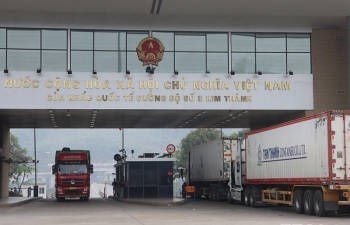 NƯỚC CỘNG HÒA XÃ HỘI CHỦ NGHĨA VIỆT NAM
CỬA KHẨU QUỐC TẾ ĐƯỜNG BỘ SỐ II KIM THÀNH